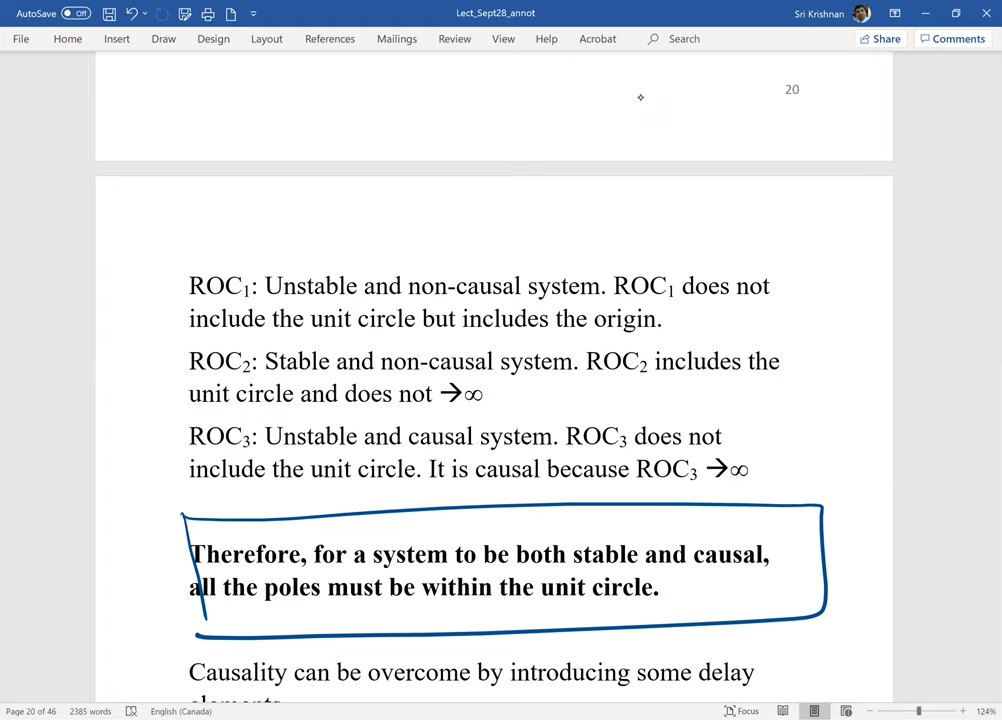 AutoSave Off Lect_Sept28_annot Sri Krishnan
File Home Insert Draw Design Layout References Mailings Review View Help Acrobat Search Share Comments
20
ROC₁: Unstable and non-causal system. ROC₁ does not
include the unit circle but includes the origin.
ROC₂: Stable and non-causal system. ROC₂ includes the
unit circle and does not →∞
ROC₃: Unstable and causal system. ROC₃ does not
include the unit circle. It is causal because ROC₃ →∞
Therefore, for a system to be both stable and causal,
all the poles must be within the unit circle.
Causality can be overcome by introducing some delay
elements
Page 20 of 46 2385 words English (Canada) Focus 124%